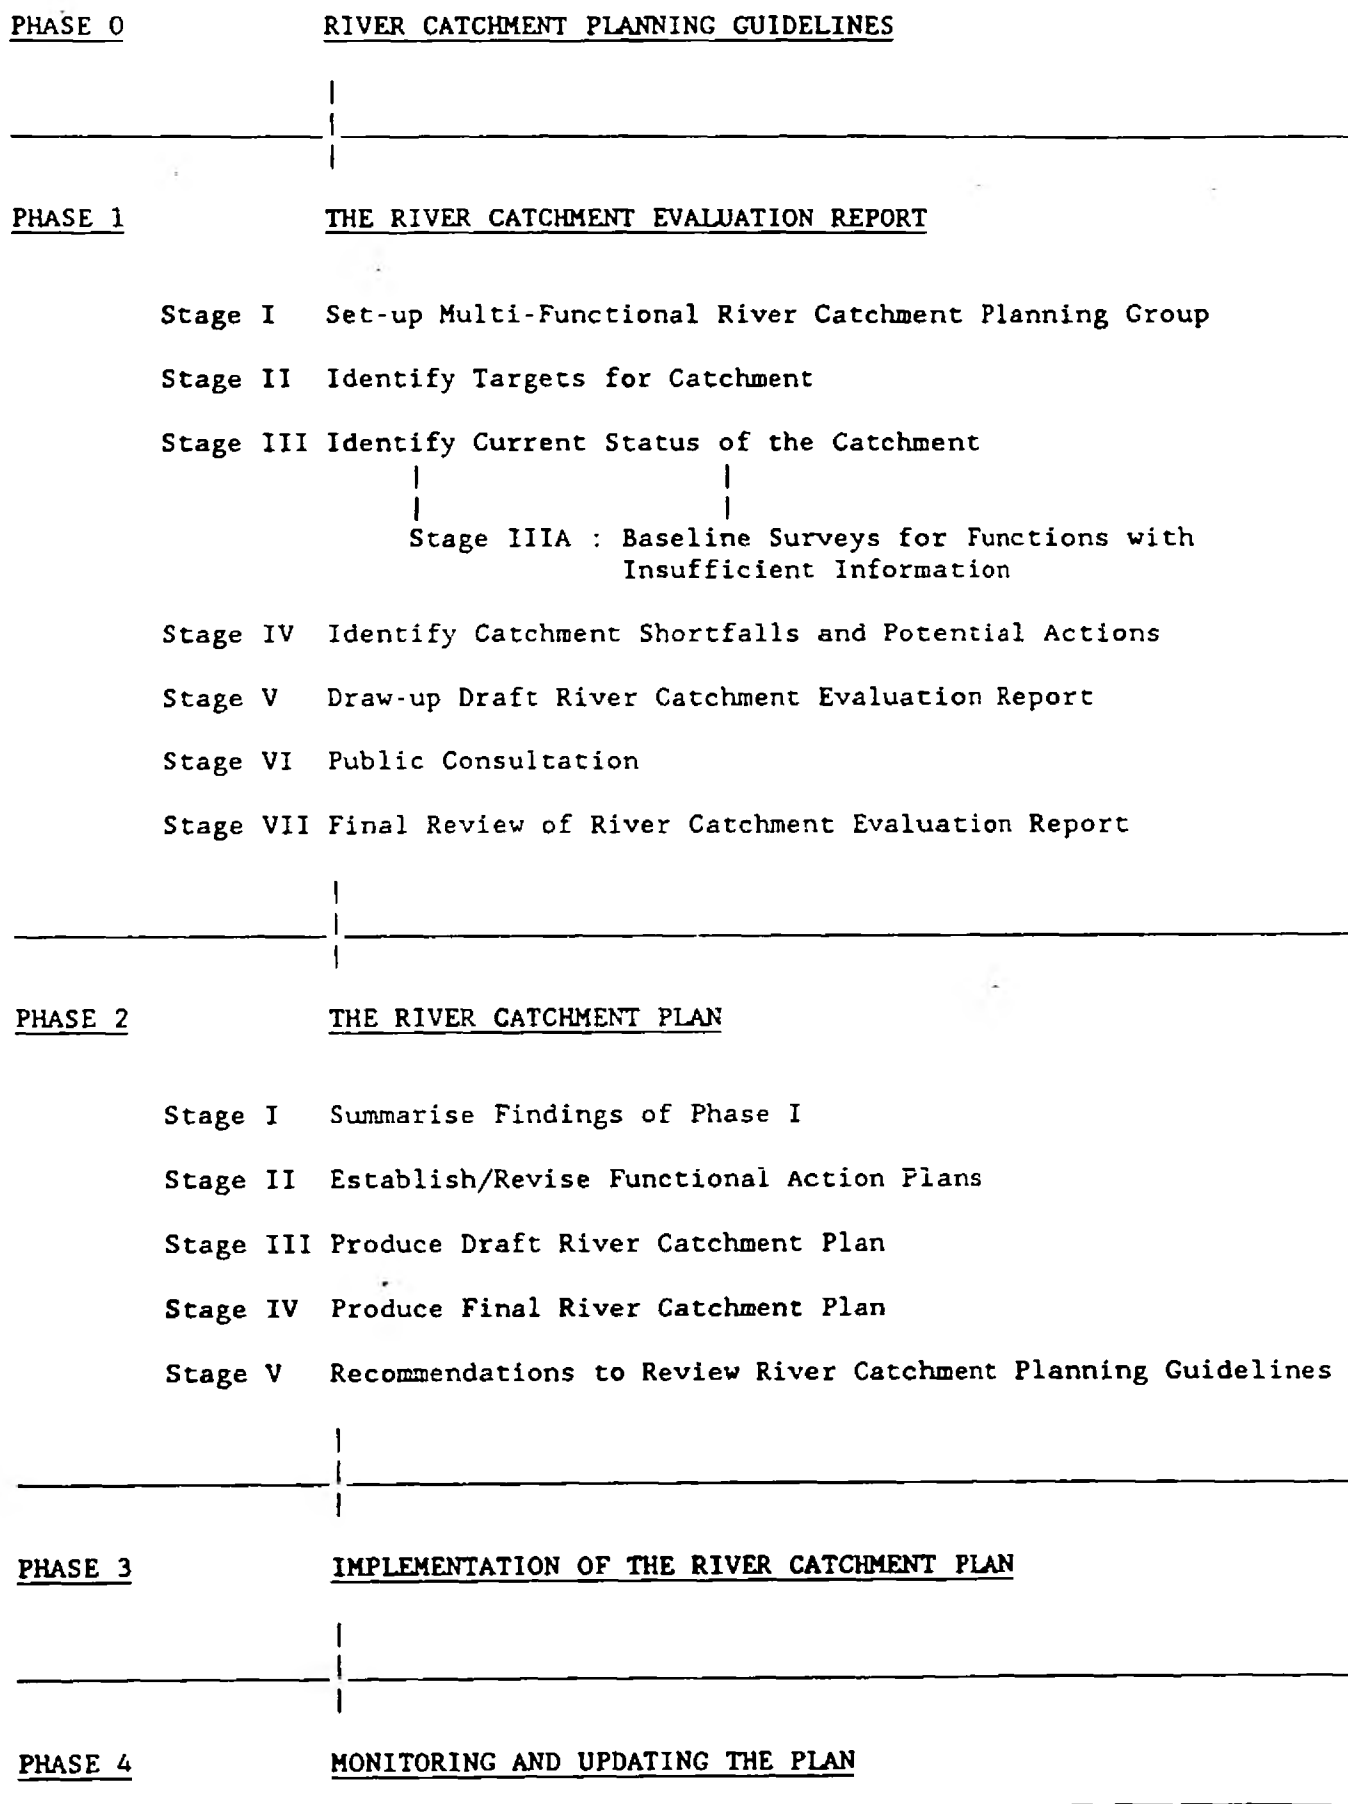 PHASE 0 RIVER CATCHMENT PLANNING GUIDELINES
PHASE 1 THE RIVER CATCHMENT EVALUATION REPORT
Stage I Set-up Multi-Functional River Catchment Planning Group
Stage II Identify Targets for Catchment
Stage III Identify Current Status of the Catchment
Stage IIIA : Baseline Surveys for Functions with
Insufficient Information
Stage IV Identify Catchment Shortfalls and Potential Actions
Stage V Draw-up Draft River Catchment Evaluation Report
Stage VI Public Consultation
Stage VII Final Review of River Catchment Evaluation Report
PHASE 2 THE RIVER CATCHMENT PLAN
Stage I Summarise Findings of Phase I
Stage II Establish/Revise Functional Action Plans
Stage III Produce Draft River Catchment Plan
Stage IV Produce Final River Catchment Plan
Stage V Recommendations to Review River Catchment Planning Guidelines
PHASE 3 IMPLEMENTATION OF THE RIVER CATCHMENT PLAN
PHASE 4 MONITORING AND UPDATING THE PLAN